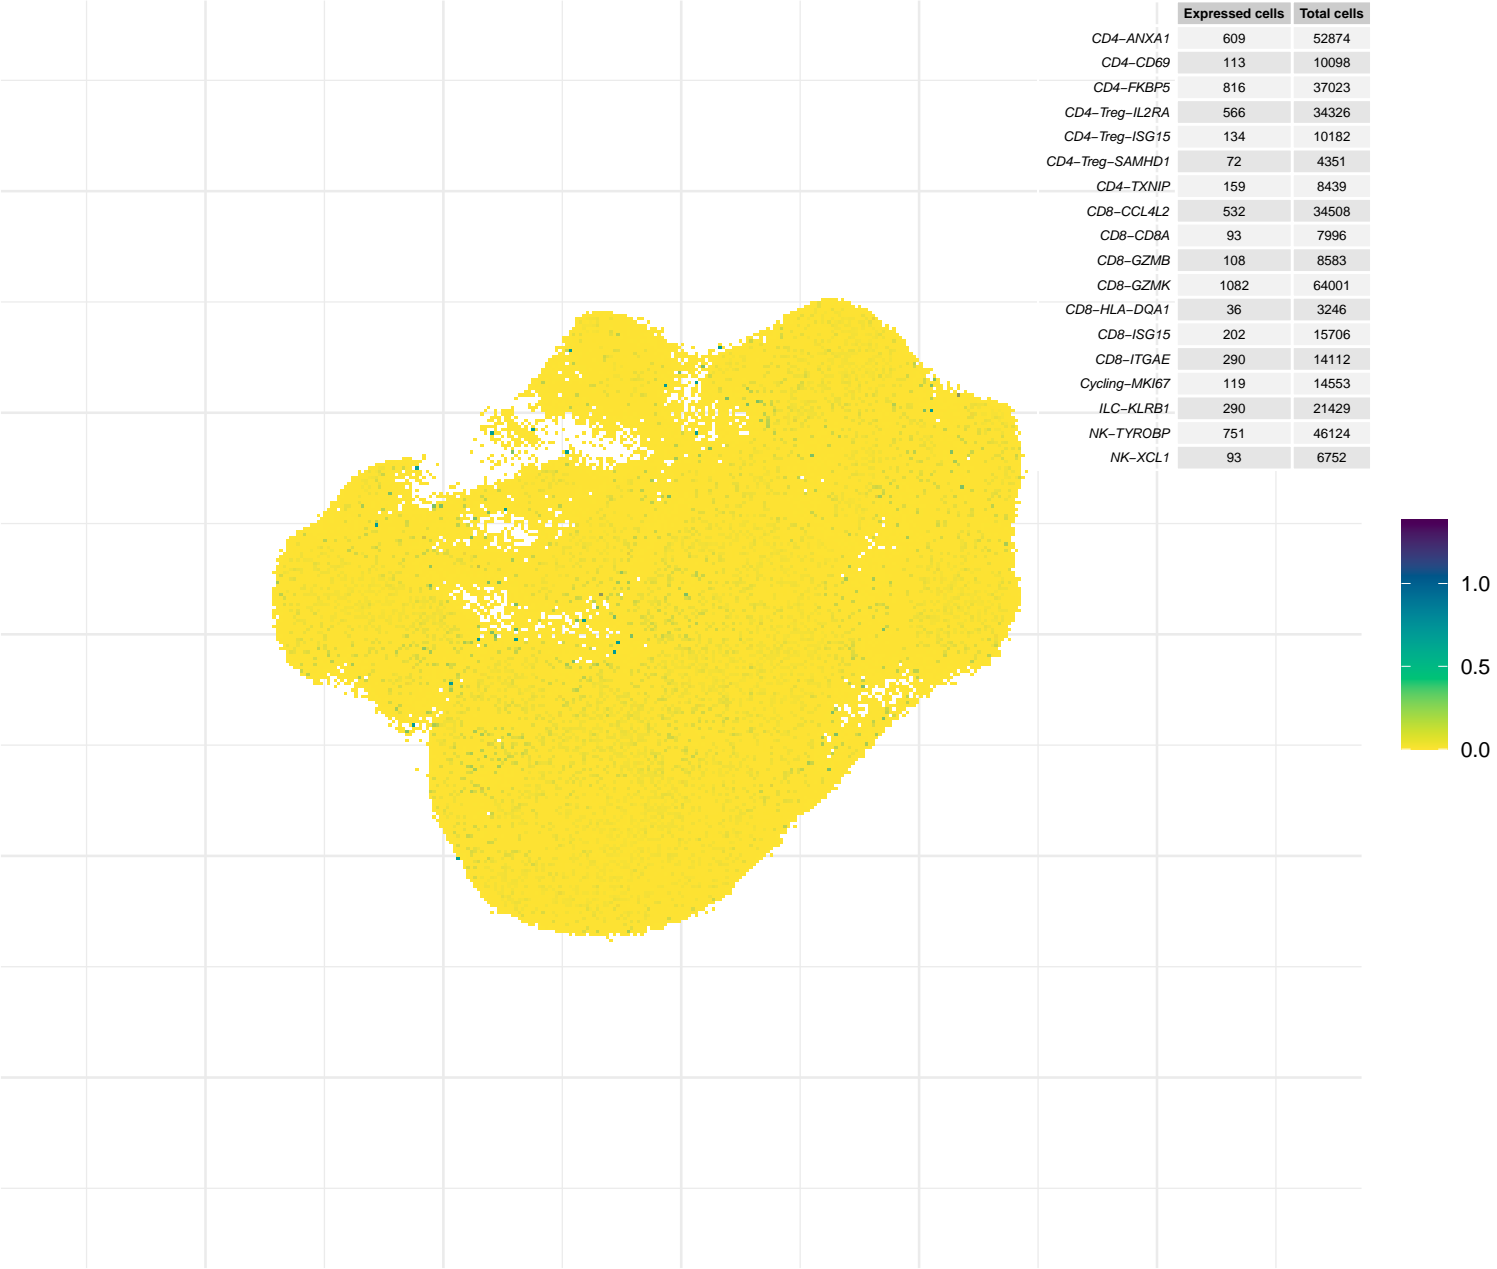 Expressed cells Total cells
CD4−ANXA1 609 52874
CD4−CD69 113 10098
CD4−FKBP5 816 37023
CD4−Treg−IL2RA 566 34326
CD4−Treg−ISG15 134 10182
CD4−Treg−SAMHD1 72 4351
CD4−TXNIP 159 8439
CD8−CCL4L2 532 34508
CD8−CD8A 93 7996
CD8−GZMB 108 8583
CD8−GZMK 1082 64001
CD8−HLA−DQA1 36 3246
CD8−ISG15 202 15706
CD8−ITGAE 290 14112
Cycling−MKI67 119 14553
ILC−KLRB1 290 21429
NK−TYROBP 751 46124
NK−XCL1 93 6752
1.0
0.5
0.0